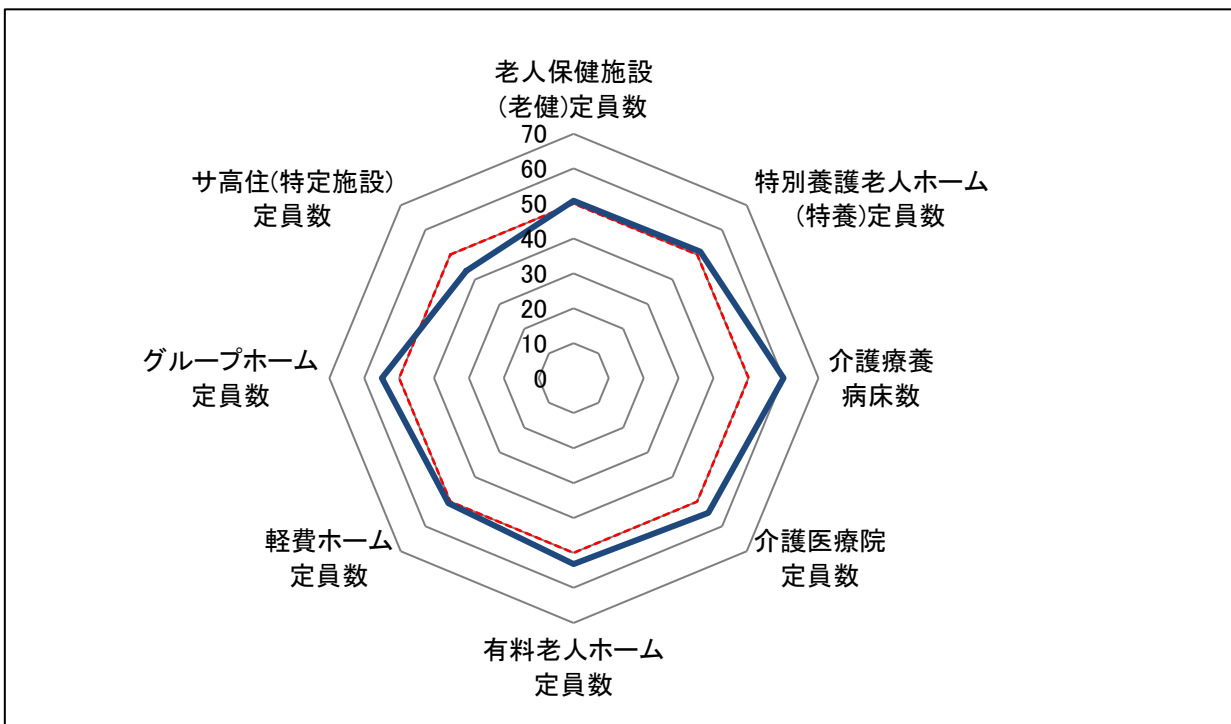 老人保健施設
(老健)定員数
特別養護老人ホーム
(特養)定員数
介護療養
病床数
介護医療院
定員数
有料老人ホーム
定員数
軽費ホーム
定員数
グループホーム
定員数
サ高住(特定施設)
定員数
70
60
50
40
30
20
10
0